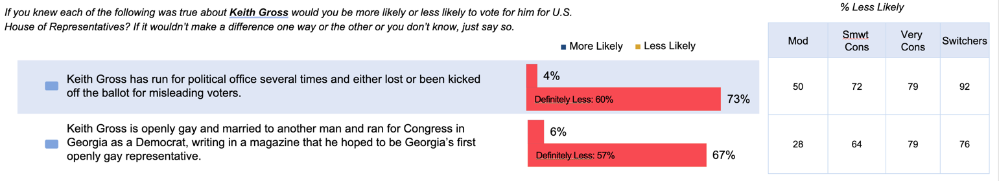 If you knew each of the following was true about Keith Gross would you be more likely or less likely to vote for him for U.S.
House of Representatives? If it wouldn't make a difference one way or the other or you don't know, just say so.
% Less Likely
More Likely Less Likely
Mod Smwt Cons Very Cons Switchers
Keith Gross has run for political office several times and either lost or been kicked
off the ballot for misleading voters.
4%
Definitely Less: 60% 73%
50 72 79 92
Keith Gross is openly gay and married to another man and ran for Congress in
Georgia as a Democrat, writing in a magazine that he hoped to be Georgia's first
openly gay representative.
6%
Definitely Less: 57% 67%
28 64 79 76